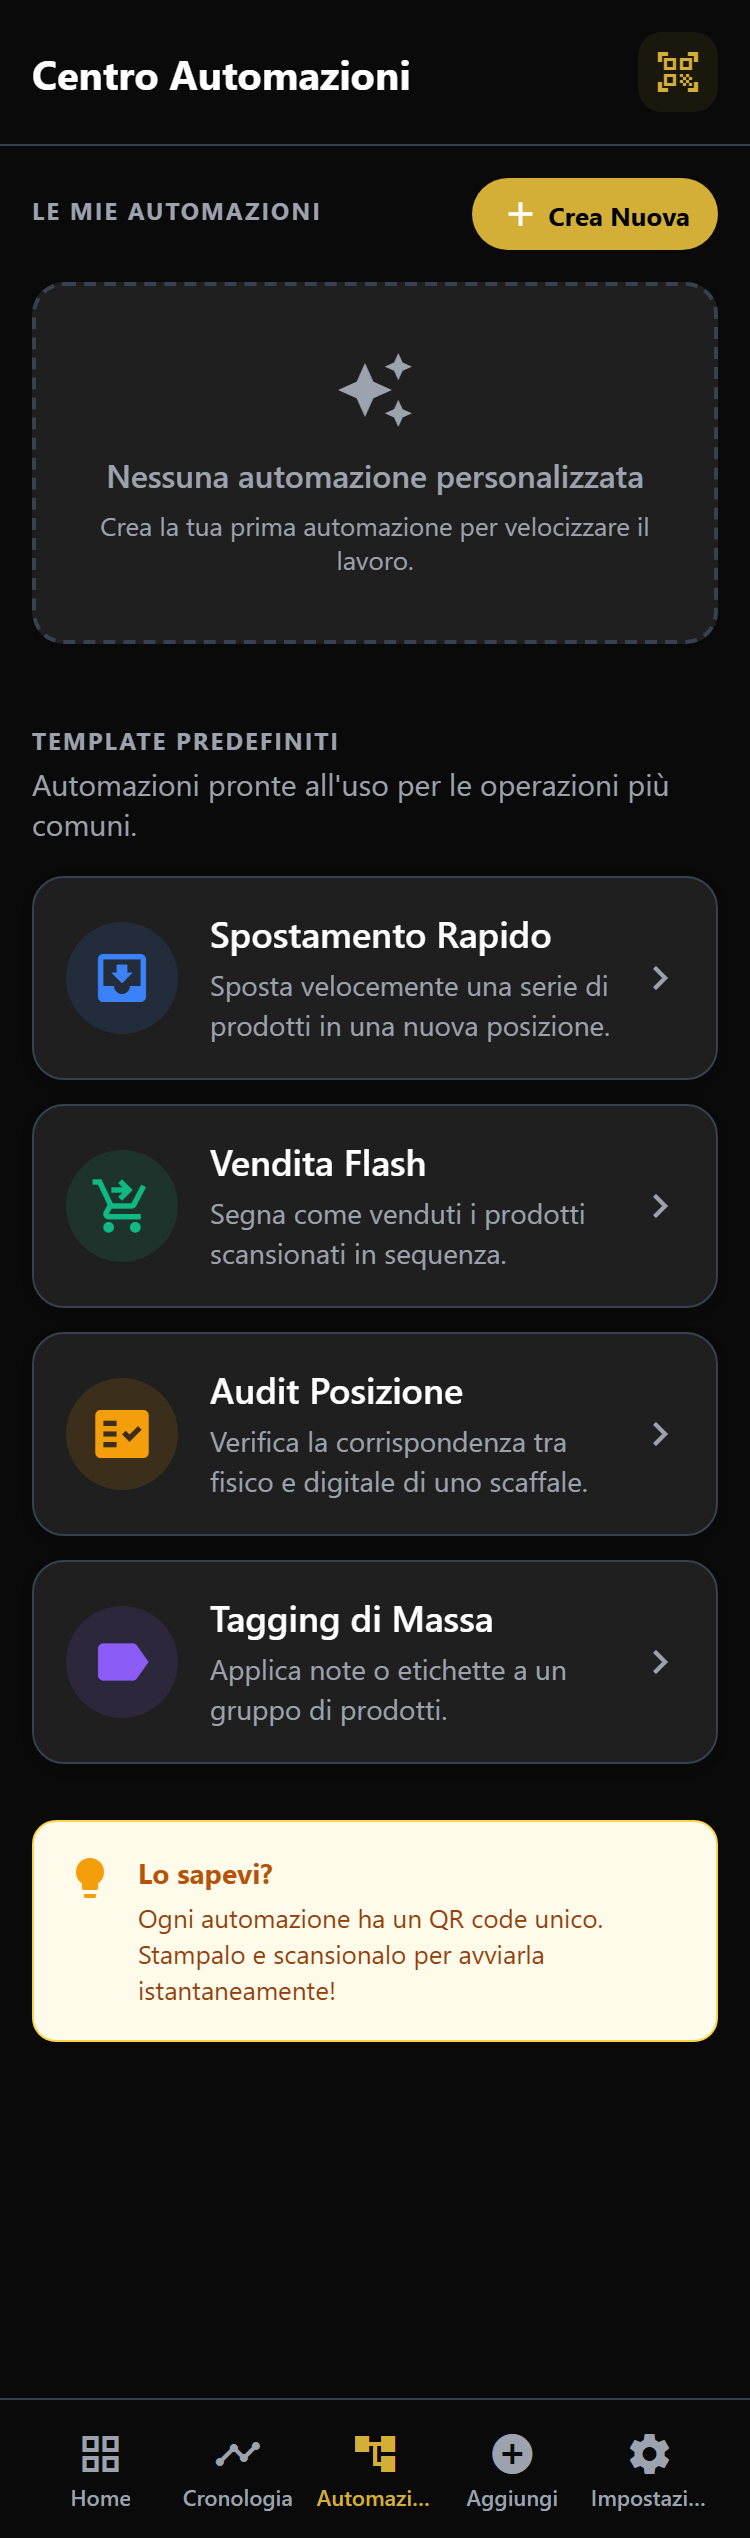 Centro Automazioni
LE MIE AUTOMAZIONI
Crea Nuova
Nessuna automazione personalizzata
Crea la tua prima automazione per velocizzare il
lavoro.
TEMPLATE PREDEFINITI
Automazioni pronte all'uso per le operazioni più
comuni.
Spostamento Rapido
Sposta velocemente una serie di
prodotti in una nuova posizione.
Vendita Flash
Segna come venduti i prodotti
scansionati in sequenza.
Audit Posizione
Verifica la corrispondenza tra
fisico e digitale di uno scaffale.
Tagging di Massa
Applica note o etichette a un
gruppo di prodotti.
Lo sapevi?
Ogni automazione ha un QR code unico.
Stampalo e scansionalo per avviarla
istantaneamente!
Home
Cronologia
Automazi...
Aggiungi
Impostazi...